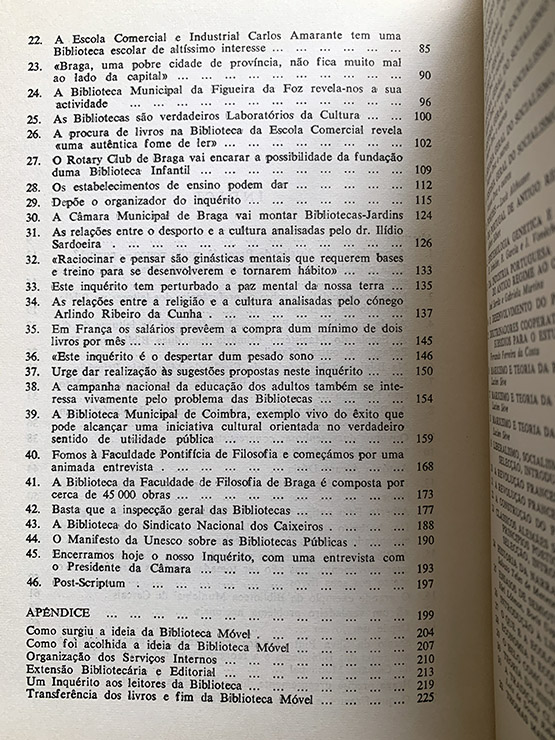 22. A Escola Comercial e Industrial Carlos Amarante tem uma
Biblioteca escolar de altíssimo interesse ... ... ... ... ... ... 85
23. «Braga, uma pobre cidade de província, não fica muito mal
ao lado da capital» ... ... ... ... ... ... ... ... ... 90
24. A Biblioteca Municipal da Figueira da Foz revela-nos a sua
actividade ... ... ... ... ... ... ... ... ... ... ... 96
25. As Bibliotecas são verdadeiros Laboratórios da Cultura ... ... 100
26. A procura de livros na Biblioteca da Escola Comercial revela
«uma autêntica fome de ler» ... ... ... ... ... ... ... 102
27. O Rotary Club de Braga vai encarar a possibilidade da fundação
duma Biblioteca Infantil ... ... ... ... ... ... ... ... 109
28. Os estabelecimentos de ensino podem dar ... ... ... ... ... 112
29. Depõe o organizador do inquérito ... ... ... ... ... ... 115
30. A Câmara Municipal de Braga vai montar Bibliotecas-Jardins 124
31. As relações entre o desporto e a cultura analisadas pelo dr. Ilídio
Sardoeira . ... ... ... ... ... ... ... ... ... ... ... 126
32. «Raciocinar e pensar são ginásticas mentais que requerem bases
e treino para se desenvolverem e tornarem hábito» ... ... ... 133
33. Este inquérito tem perturbado a paz mental da nossa terra ... 135
34. As relações entre a religião e a cultura analisadas pelo cónego
Arlindo Ribeiro da Cunha . ... ... ... ... ... ... ... 137
35. Em França os salários prevêem a compra dum mínimo de dois
livros por mês ... ... ... ... ... ... ... ... ... ... 145
36. «Este inquérito é o despertar dum pesado sono ... ... ... ... 146
37. Urge dar realização às sugestões propostas neste inquérito ... 150
38. A campanha nacional da educação dos adultos também se inte-
ressa vivamente pelo problema das Bibliotecas ... ... ... ... 154
39. A Biblioteca Municipal de Coimbra, exemplo vivo do êxito que
pode alcançar uma iniciativa cultural orientada no verdadeiro
sentido de utilidade pública ... ... ... ... ... ... ... 159
40. Fomos à Faculdade Pontifícia de Filosofia e começámos por uma
animada entrevista . ... ... ... ... ... ... ... ... ... 168
41. A Biblioteca da Faculdade de Filosofia de Braga é composta por
cerca de 45 000 obras ... ... ... ... ... ... ... ... 173
42. Basta que a inspecção geral das Bibliotecas ... ... ... ... 177
43. A Biblioteca do Sindicato Nacional dos Caixeiros . ... ... ... 188
44. O Manifesto da Unesco sobre as Bibliotecas Públicas . ... ... 190
45. Encerramos hoje o nosso Inquérito, com uma entrevista com
o Presidente da Câmara ... ... ... ... ... ... ... ... 193
46. Post-Scriptum . ... ... ... ... ... ... ... ... ... ... 197
APÊNDICE ... ... ... ... ... ... ... ... ... ... ... 199
Como surgiu a ideia da Biblioteca Móvel . ... ... ... ... ... 204
Como foi acolhida a ideia da Biblioteca Móvel ... ... ... ... 207
Organização dos Serviços Internos ... ... ... ... ... ... ... 210
Extensão Bibliotecária e Editorial ... ... ... ... ... ... ... 213
Um Inquérito aos leitores da Biblioteca ... ... ... ... ... ... 219
Transferência dos livros e fim da Biblioteca Móvel ... ... ... ... 225